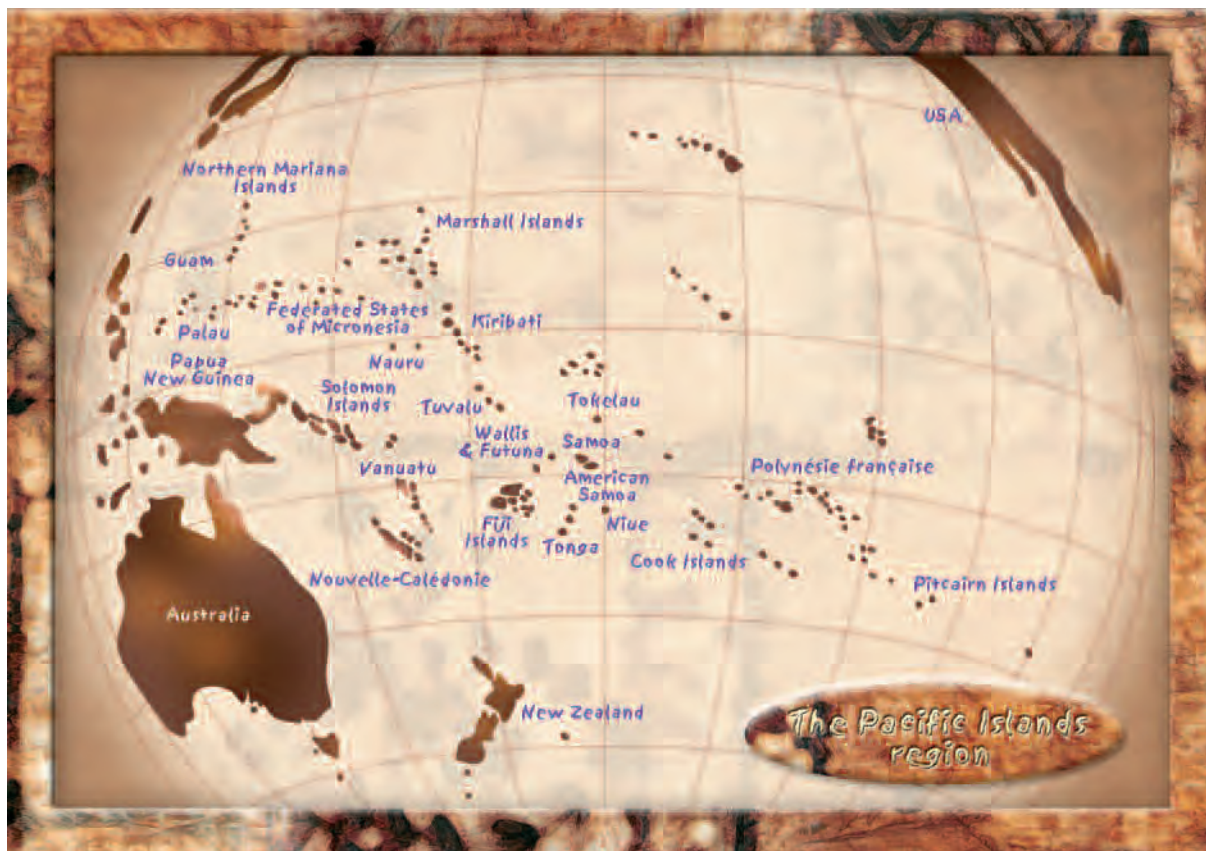 USA
Northern Mariana
Islands
Marshall Islands
Guam
Federated States
of Micronesia
Kiribati
Palau
Nauru
Papua
New Guinea
Solomon
Islands
Tuvalu
Tokelau
Wallis
& Futuna
Samoa
Vanuatu
Polynésie française
American
Samoa
Fiji
Islands
Niue
Tonga
Cook Islands
Nouvelle-Calédonie
Pitcairn Islands
Australia
New Zealand
The Pacific Islands
region